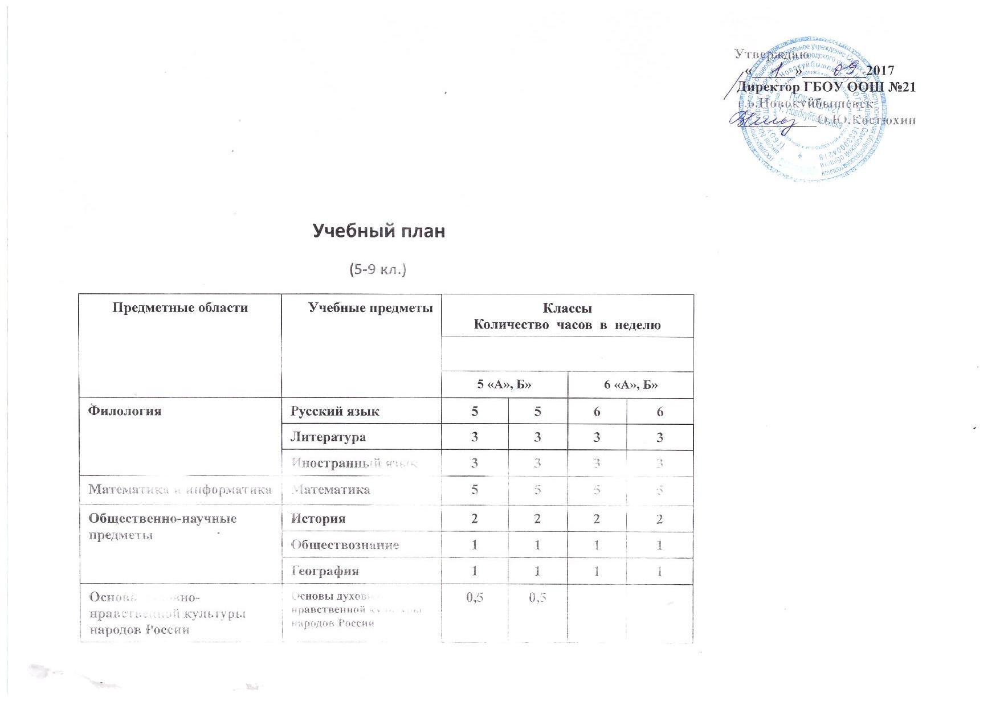 Утверждаю
« 1 » 09 2017
Директор ГБОУ ООШ №21
г.о.Новокуйбышевск
О.Ю.Костюхин
ГБОУ ООШ №21
г. Новокуйбышевска
Учебный план
(5-9 кл.)
Предметные области Учебные предметы Классы
Количество часов в неделю
5 «А», Б» 6 «А», Б»
Филология Русский язык 5 5 6 6
Литература 3 3 3 3
Иностранный язык 3 3 3 3
Математика и информатика Математика 5 5 5 5
Общественно-научные История 2 2 2 2
предметы
Обществознание 1 1 1 1
География 1 1 1 1
Основы духовно- Основы духовно 0,5 0,5
нравственной культуры нравственной культуры
народов России народов России